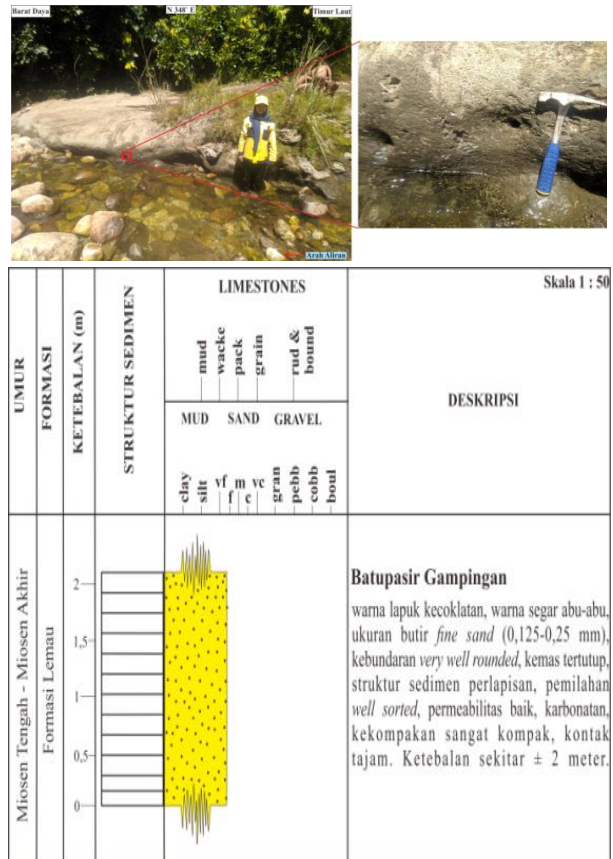 Barat Daya
N 348° E
Timur Laut
Arah Aliran
UMUR
FORMASI
KETEBALAN (m)
STRUKTUR SEDIMEN
LIMESTONES
mud
wacke
pack
grain
rud &
bound
MUD SAND GRAVEL
clay
silt
vf
f
m
c
vc
gran
pebb
cobb
boul
Skala 1 : 50
DESKRIPSI
Miosen Tengah - Miosen Akhir
Formasi Lemau
2
1,5
1
0,5
0
Batupasir Gampingan
warna lapuk kecoklatan, warna segar abu-abu,
ukuran butir fine sand (0,125-0,25 mm),
kebundaran very well rounded, kemas tertutup,
struktur sedimen perlapisan, pemilahan
well sorted, permeabilitas baik, karbonatan,
kekompakan sangat kompak, kontak
tajam. Ketebalan sekitar ± 2 meter.